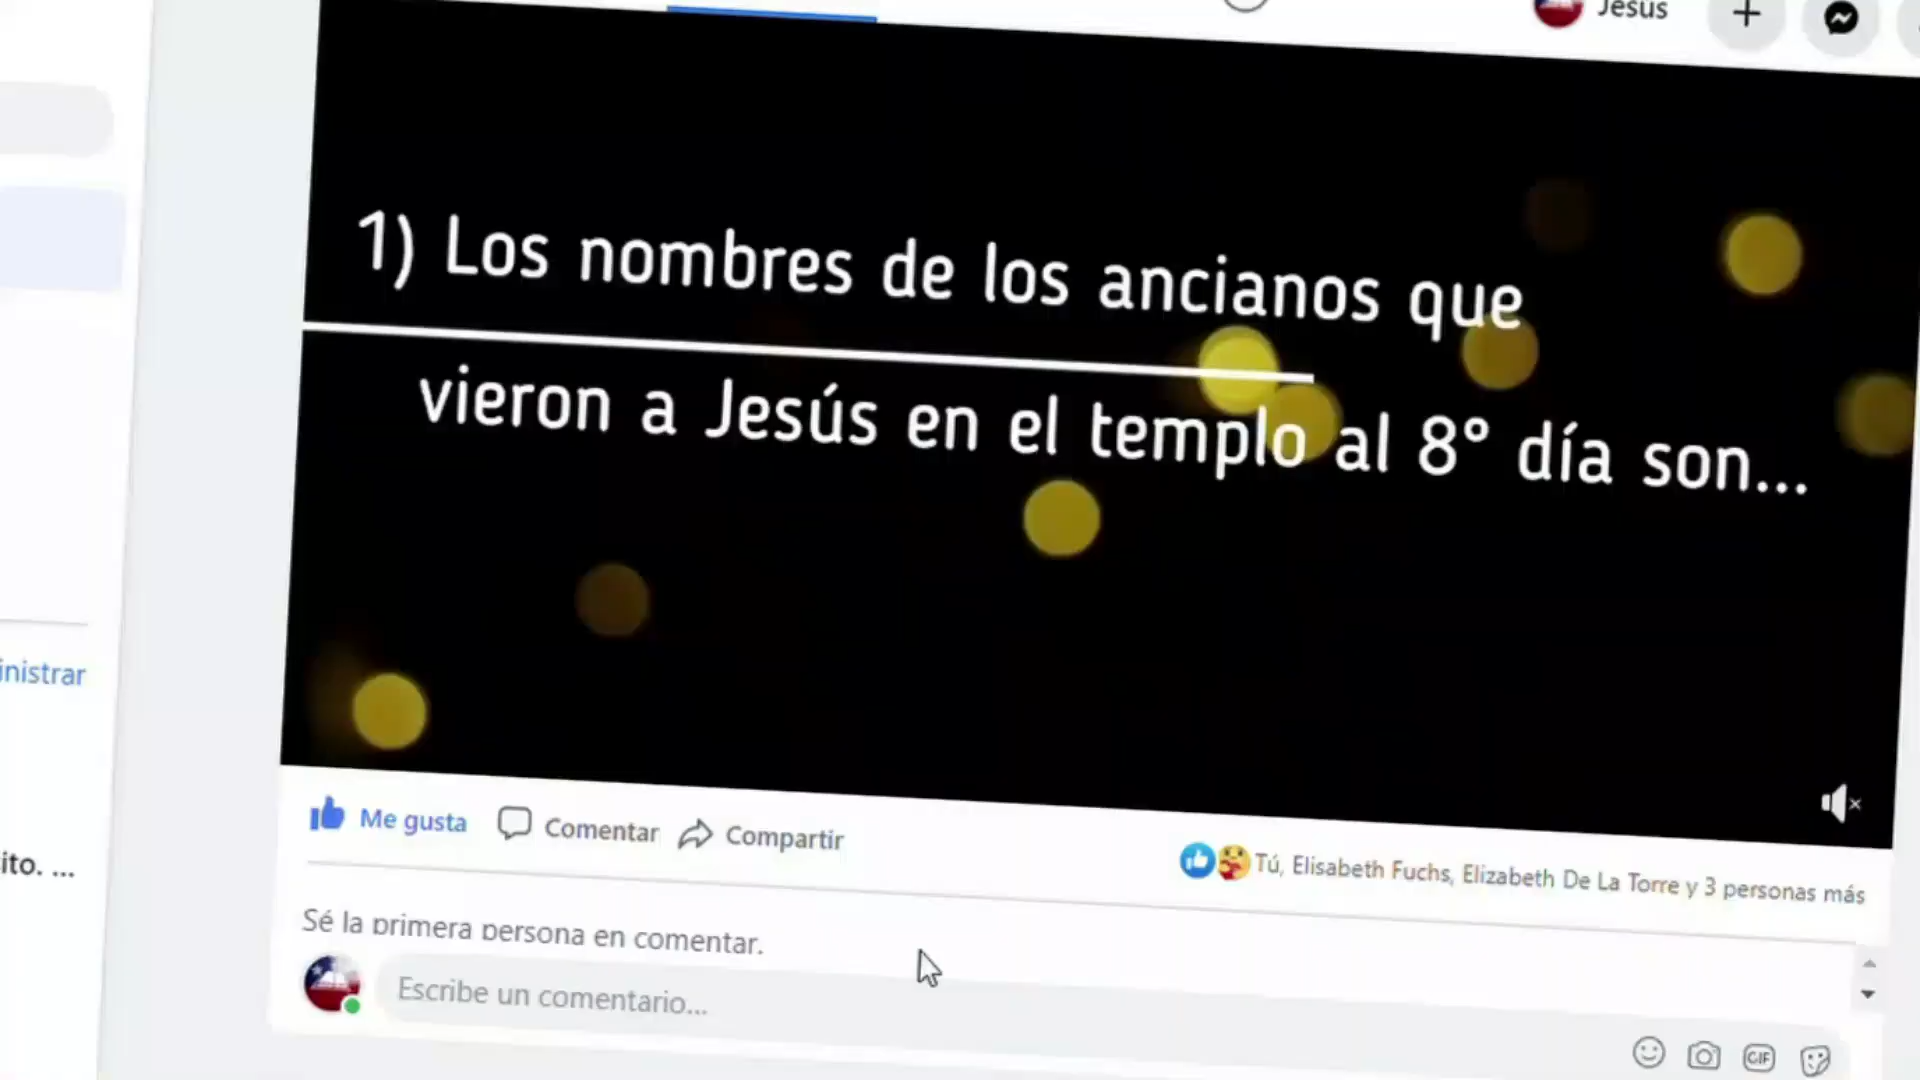 Jesus
1) Los nombres de los ancianos que
vieron a Jesús en el templo al 8° día son...
inistrar
ito. ...
Me gusta
Comentar
Compartir
Tú, Elisabeth Fuchs, Elizabeth De La Torre y 3 personas más
Sé la primera persona en comentar.
Escribe un comentario...
GIF